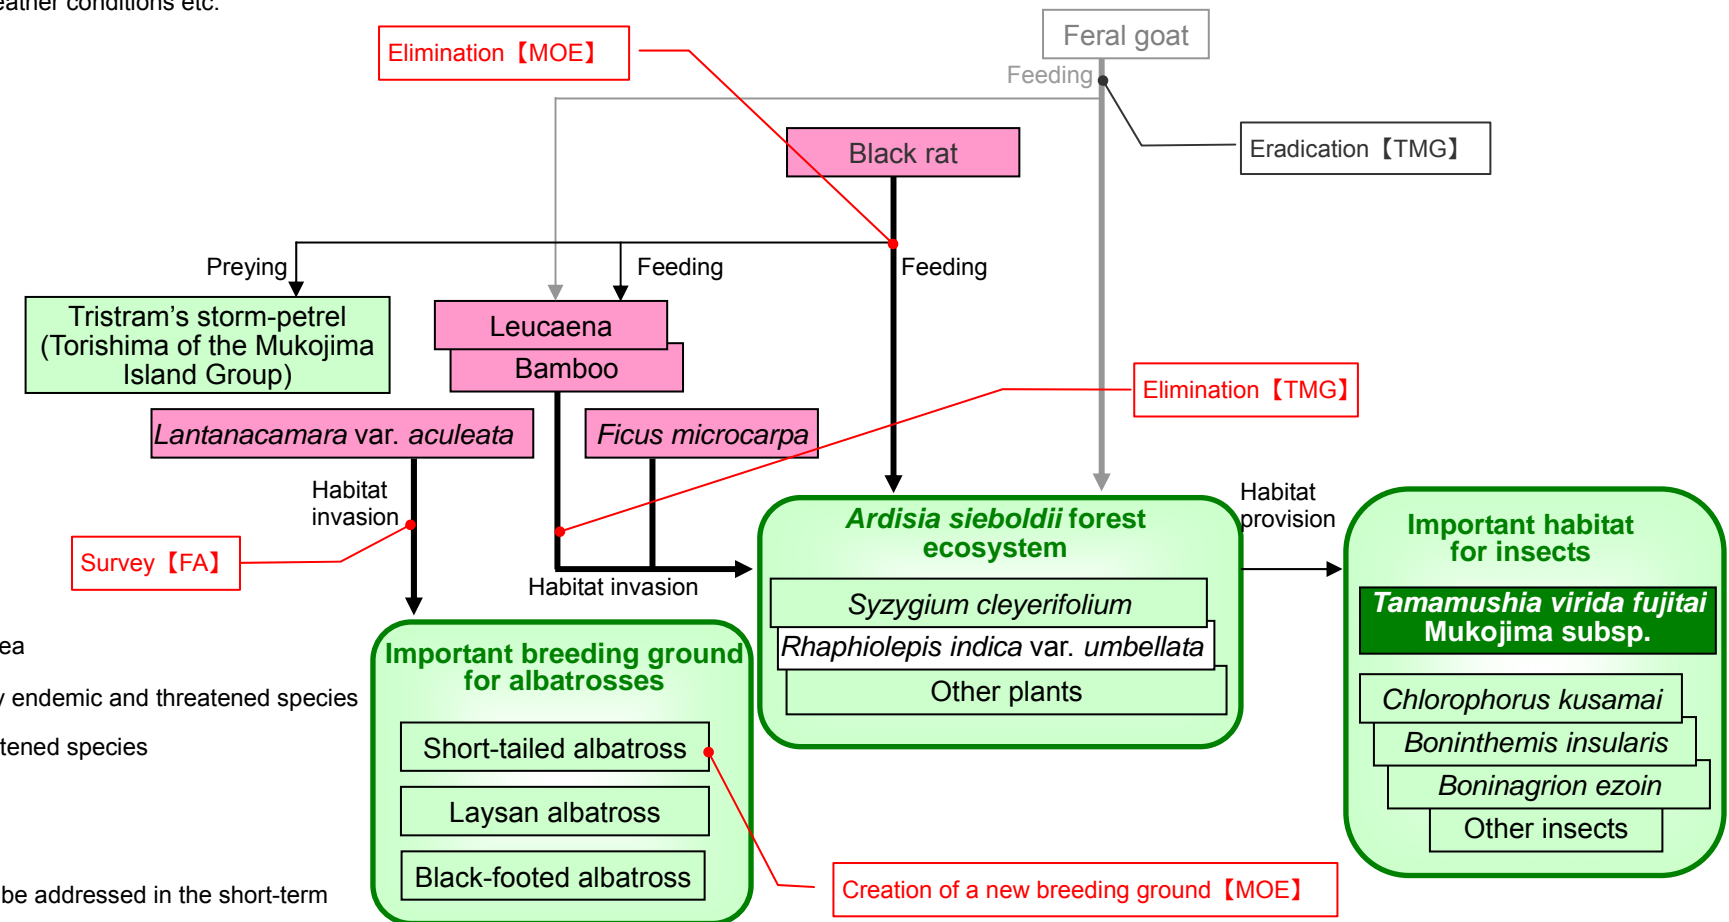 eather conditions etc.
Feral goat
Elimination【MOE】
Feeding
Black rat
Eradication【TMG】
Preying
Feeding
Feeding
Tristram's storm-petrel
(Torishima of the Mukojima
Island Group)
Leucaena
Bamboo
Elimination【TMG】
Lantanacamara var. aculeata
Ficus microcarpa
Habitat
invasion
Survey【FA】
Habitat invasion
Ardisia sieboldii forest
ecosystem
Syzygium cleyerifolium
Rhaphiolepis indica var. umbellata
Other plants
Habitat
provision
Important habitat
for insects
Tamamushia virida fujitai
Mukojima subsp.
Chlorophorus kusamai
Boninthemis insularis
Boninagrion ezoin
Other insects
ea
y endemic and threatened species
tened species
be addressed in the short-term
Important breeding ground
for albatrosses
Short-tailed albatross
Laysan albatross
Black-footed albatross
Creation of a new breeding ground【MOE】